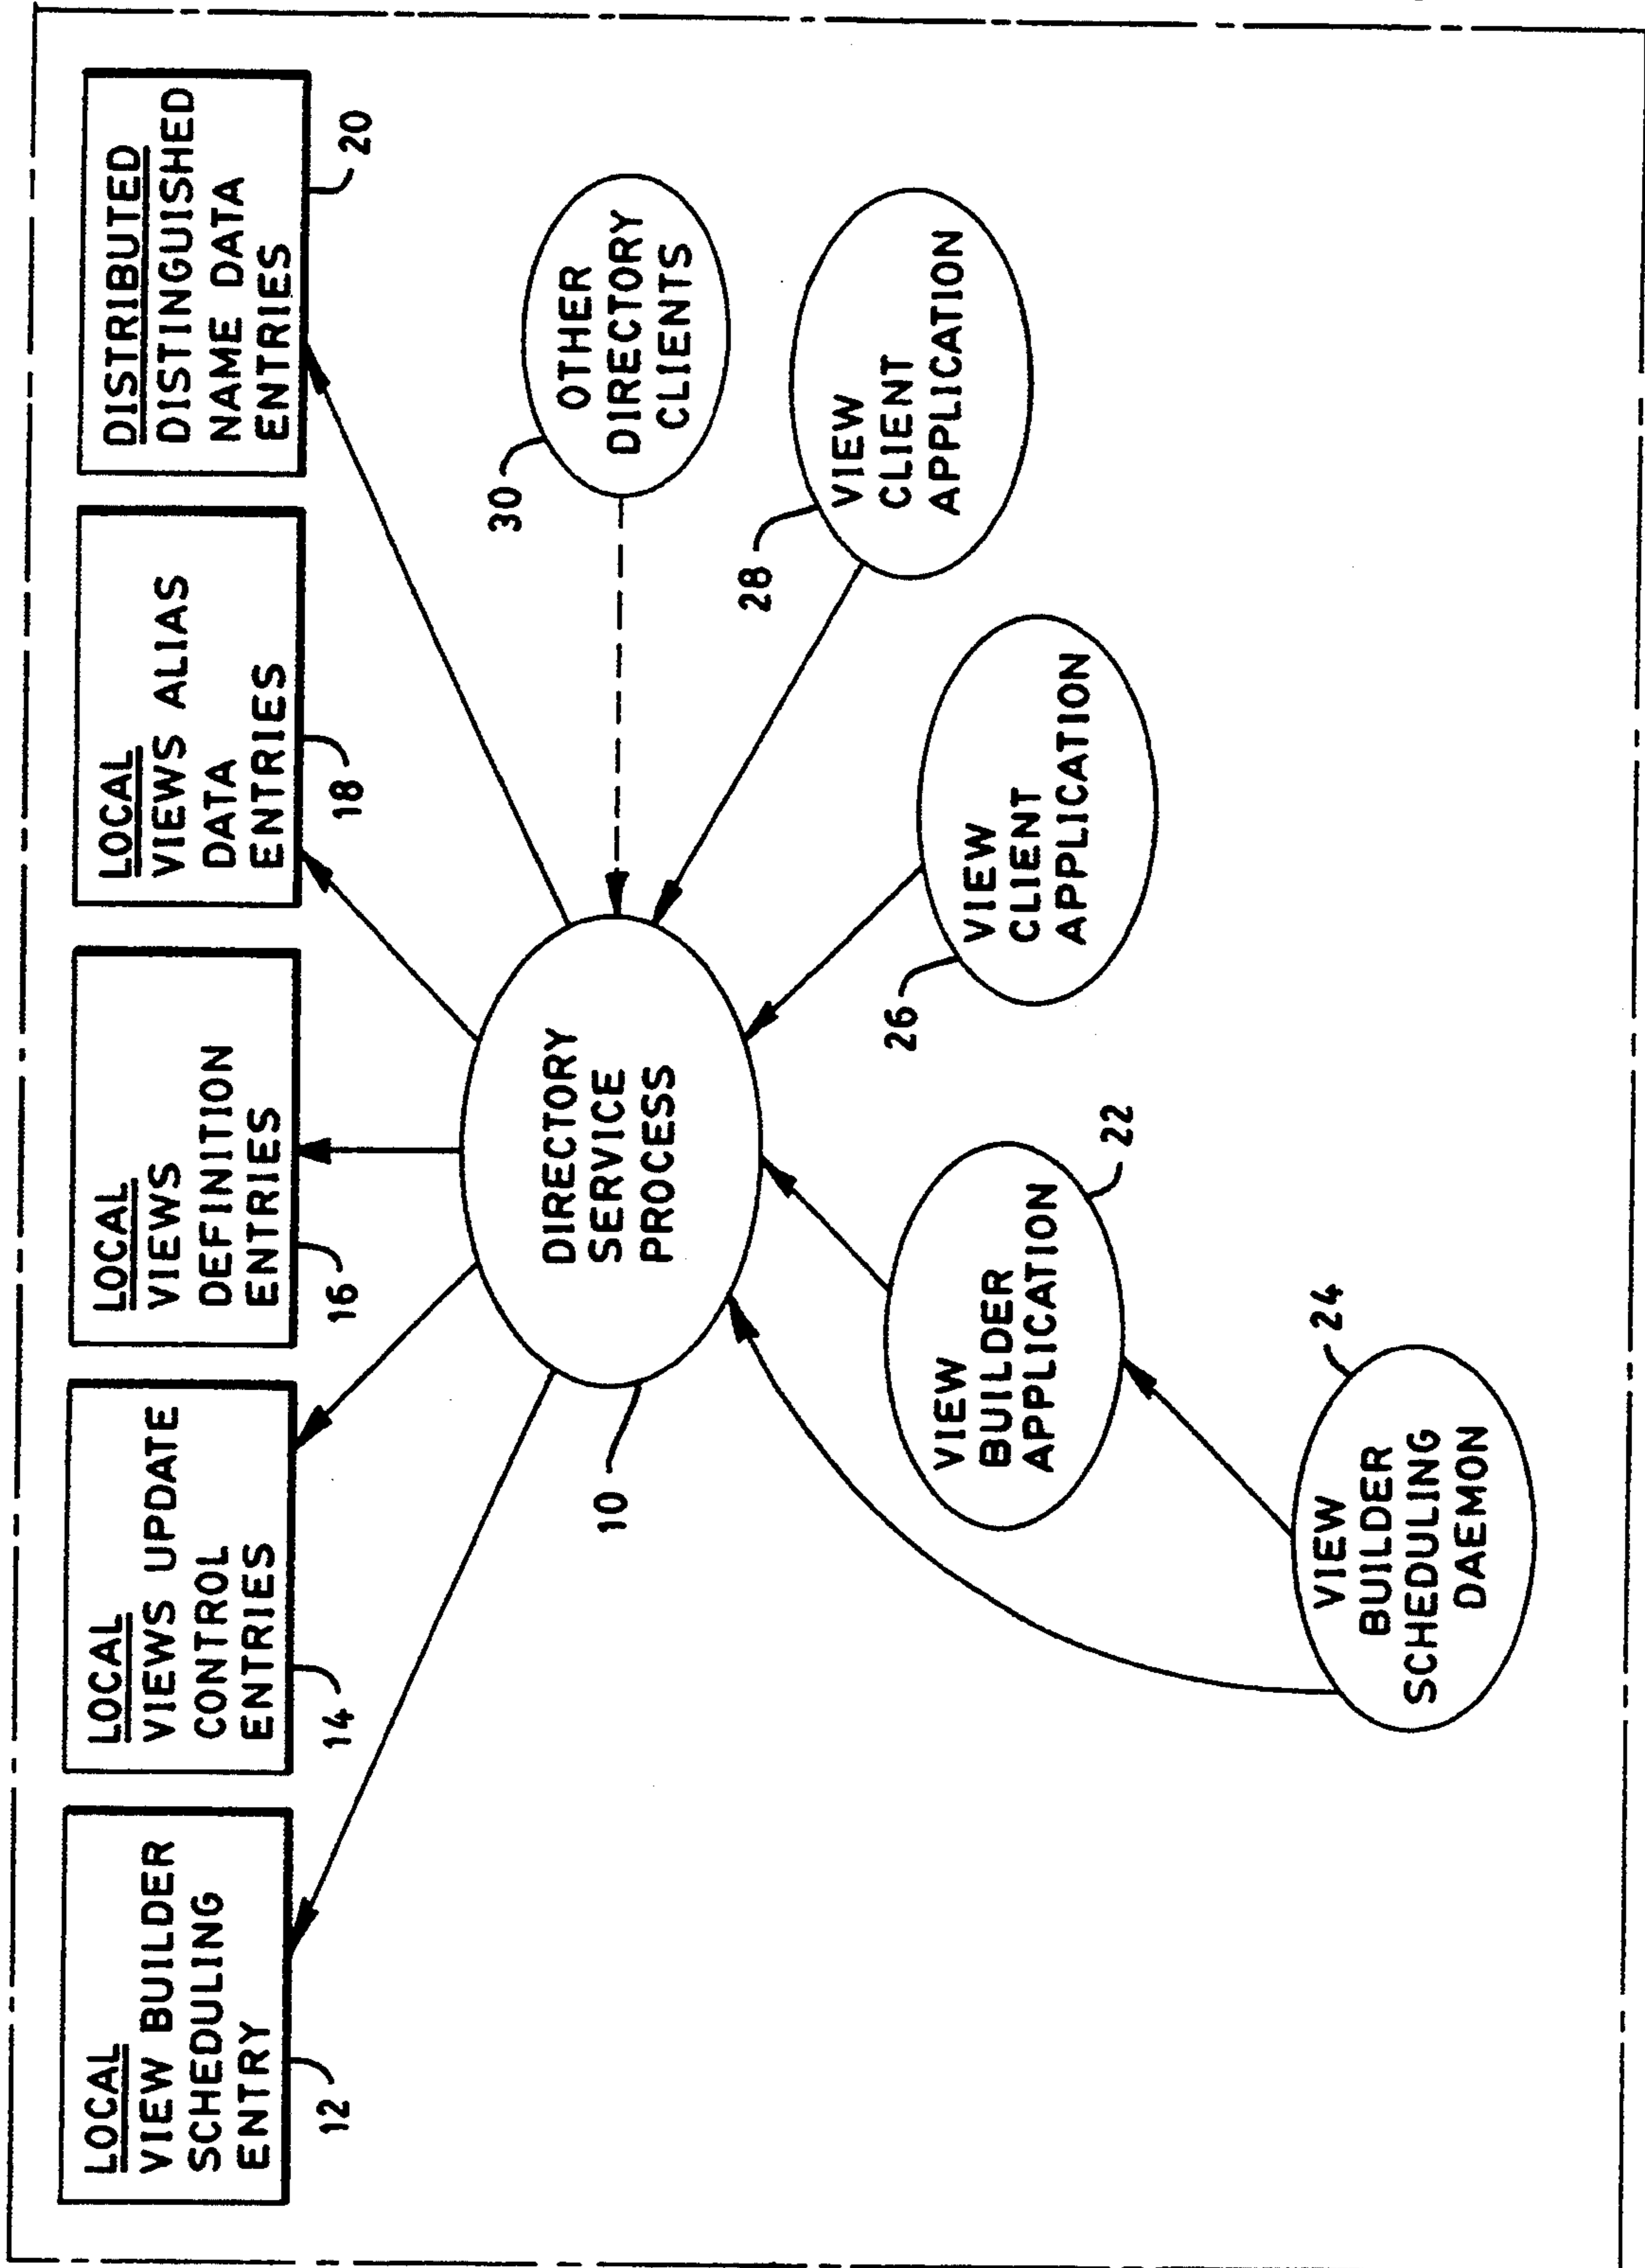 LOCAL
VIEW BUILDER
SCHEDULING
ENTRY
12
LOCAL
VIEWS UPDATE
CONTROL
ENTRIES
14
LOCAL
VIEWS
DEFINITION
ENTRIES
16
LOCAL
VIEWS ALIAS
DATA
ENTRIES
18
DISTRIBUTED
DISTINGUISHED
NAME DATA
ENTRIES
20
DIRECTORY
SERVICE
PROCESS
10
30
OTHER
DIRECTORY
CLIENTS
28
VIEW
CLIENT
APPLICATION
26
VIEW
CLIENT
APPLICATION
VIEW
BUILDER
APPLICATION
22
VIEW
BUILDER
SCHEDULING
DAEMON
24